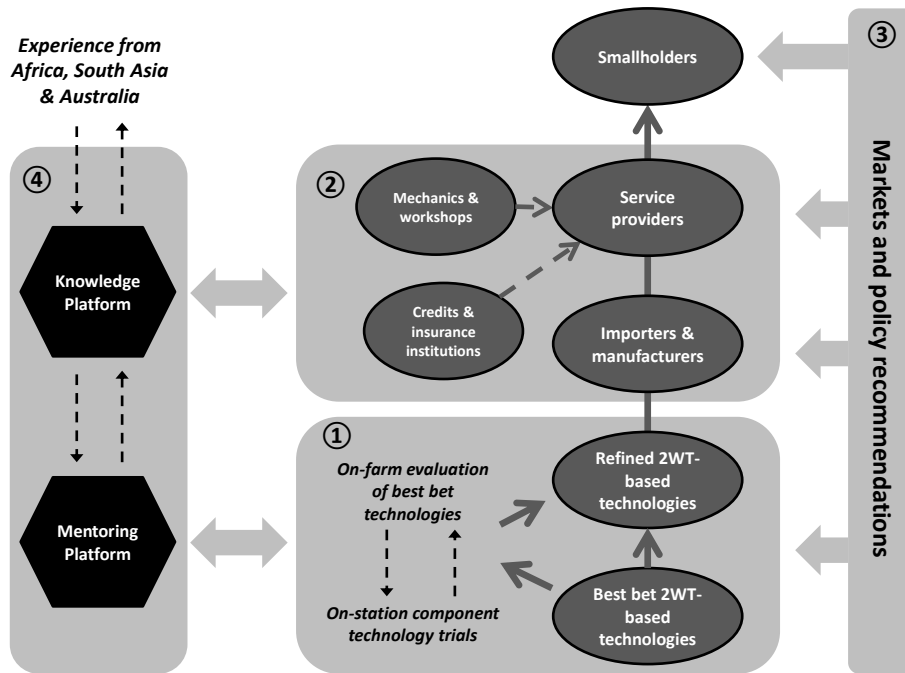 Experience from
Africa, South Asia
& Australia
④
Knowledge
Platform
Mentoring
Platform
Smallholders
②
Mechanics &
workshops
Service
providers
Credits &
insurance
institutions
Importers &
manufacturers
①
On-farm evaluation
of best bet
technologies
Refined 2WT-
based
technologies
On-station component
technology trials
Best bet 2WT-
based
technologies
③
Markets and policy recommendations